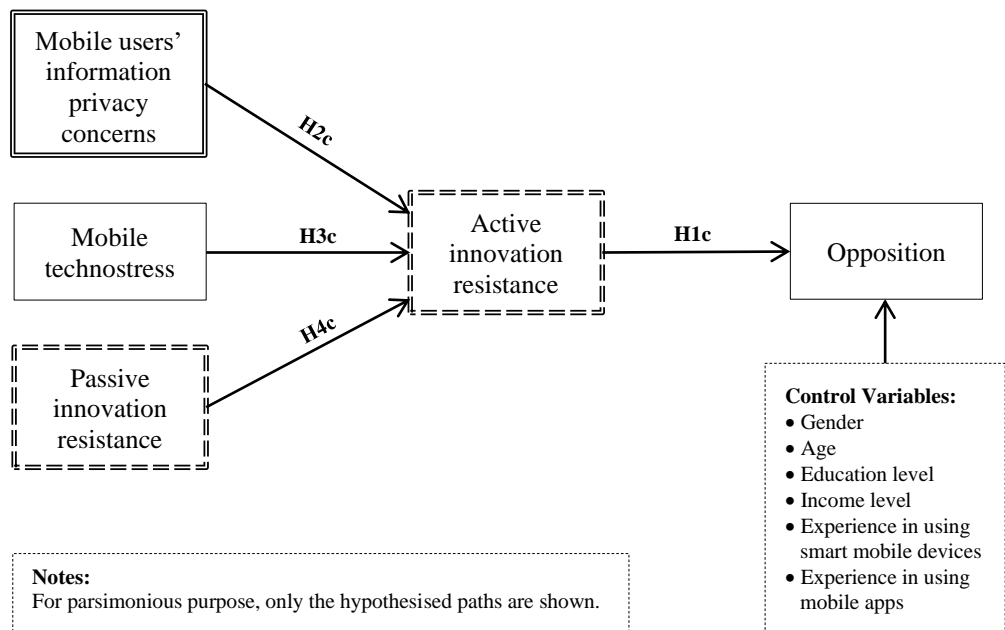 Mobile users’
information
privacy
concerns
H2c
Mobile
technostress
H3c
Active
innovation
resistance
H1c
Opposition
H4c
Passive
innovation
resistance
Control Variables:
• Gender
• Age
• Education level
• Income level
• Experience in using
smart mobile devices
• Experience in using
mobile apps
Notes:
For parsimonious purpose, only the hypothesised paths are shown.